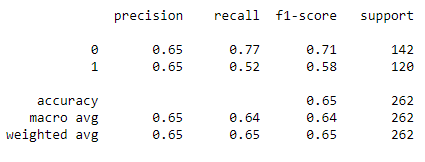 precision recall f1-score support
0 0.65 0.77 0.71 142
1 0.65 0.52 0.58 120
accuracy 0.65 262
macro avg 0.65 0.64 0.64 262
weighted avg 0.65 0.65 0.65 262